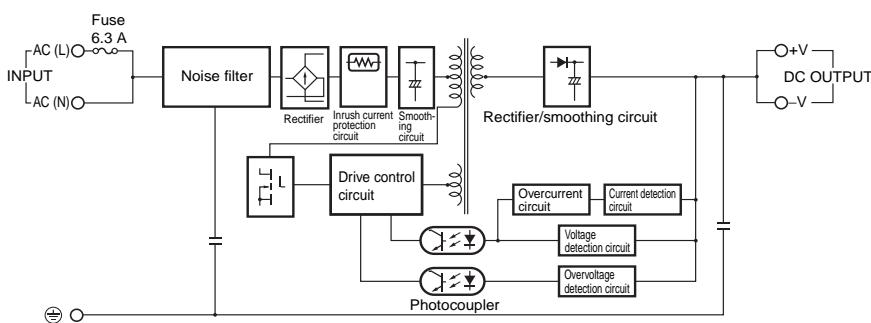 Fuse
6.3 A
AC (L)
INPUT
AC (N)
Noise filter
Rectifier
Inrush current
protection
circuit
Smooth-
ing
circuit
Rectifier/smoothing circuit
+V
DC OUTPUT
–V
Drive control
circuit
Overcurrent
circuit
Current detection
circuit
Voltage
detection circuit
Overvoltage
detection circuit
Photocoupler